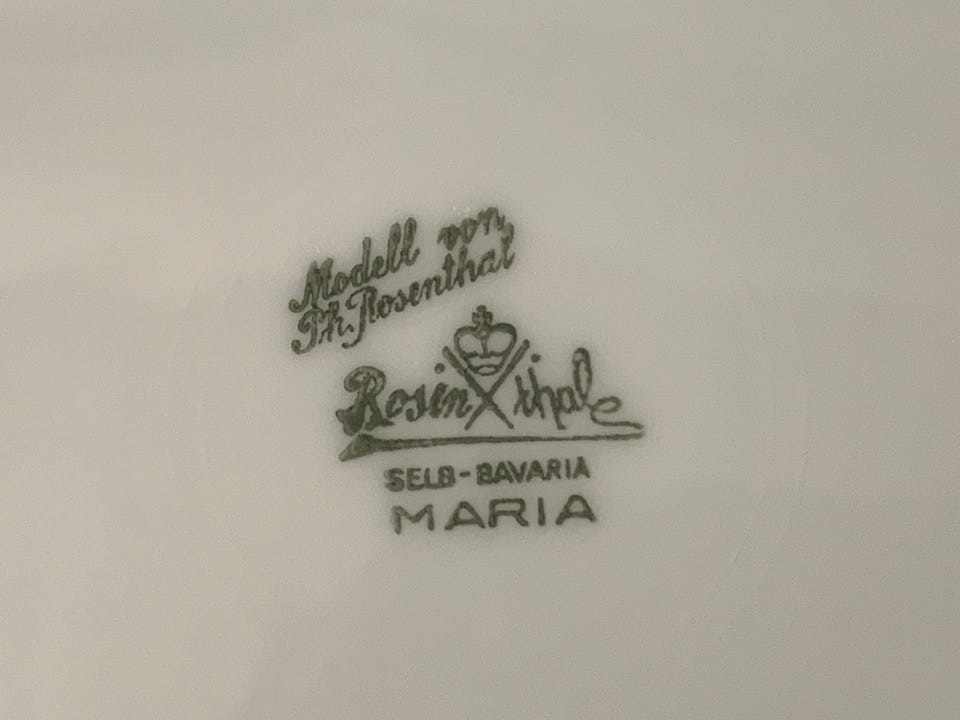 Modell von
Ph. Rosenthal
Rosenthal
SELB-BAVARIA
MARIA